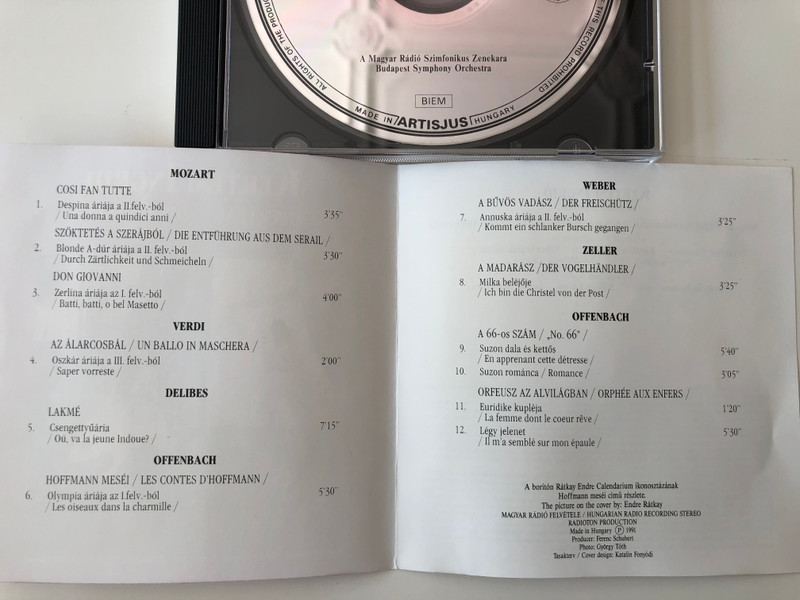 ALL RIGHTS OF THE PRODUC
THIS RECORD PROHIBITED
A Magyar Rádió Szimfonikus Zenekara
Budapest Symphony Orchestra
BIEM
MADE IN ARTISJUS HUNGARY
MOZART
COSI FAN TUTTE
1. Despina áriája a II.felv.-ból
/ Una donna a quindici anni / 3'35"
SZÖKTETÉS A SZERÁJBÓL / DIE ENTFÜHRUNG AUS DEM SERAIL /
2. Blonde A-dúr áriája a II. felv.-ból
/ Durch Zärtlichkeit und Schmeicheln / 3'30"
DON GIOVANNI
3. Zerlina áriája az I. felv.-ból
/ Batti, batti, o bel Masetto / 4'00"
VERDI
AZ ÁLARCOSBÁL / UN BALLO IN MASCHERA /
4. Oszkár áriája a III. felv.-ból 2'00"
/ Saper vorreste /
DELIBES
LAKMÉ
5. Csengettyűária 7'15"
/ Oú, va la jeune Indoue? /
OFFENBACH
HOFFMANN MESÉI / LES CONTES D'HOFFMANN /
6. Olympia áriája az I.felv.-ból 5'30"
/ Les oiseaux dans la charmille /
WEBER
A BŰVÖS VADÁSZ / DER FREISCHÜTZ /
7. Annuska áriája a II. felv.-ból 3'25"
/ Kommt ein schlanker Bursch gegangen /
ZELLER
A MADARÁSZ /DER VOGELHÄNDLER /
8. Milka beléjője 3'25"
/ Ich bin die Christel von der Post /
OFFENBACH
A 66-os SZÁM / „No. 66" /
9. Suzon dala és kettős 5'40"
/ En apprenant cette détresse /
10. Suzon románca / Romance / 3'05"
ORFEUSZ AZ ALVILÁGBAN / ORPHÉE AUX ENFERS /
11. Euridike kupléja 1'20"
/ La femme dont le coeur rêve /
12. Légy jelenet 5'30"
/ Il m'a semblé sur mon épaule /
A borítón Rátkay Endre Calendarium ikonosztázának
Hoffmann meséi című részlete.
The picture on the cover by: Endre Rátkay
MAGYAR RÁDIÓ FELVÉTELE / HUNGARIAN RADIO RECORDING STEREO
RADIOTON PRODUCTION
Made in Hungary Ⓟ 1991
Producer: Ferenc Schubert
Photo: György Tóth
Tasakterv / Cover design: Katalin Fonyódi